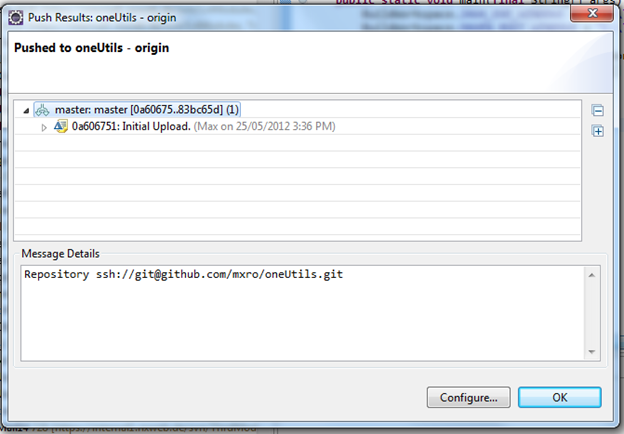 public static void main(final String[] args)
Push Results: oneUtils - origin
Pushed to oneUtils - origin
master: master [0a60675..83bc65d] (1)
0a606751: Initial Upload. (Max on 25/05/2012 3:36 PM)
Message Details
Repository ssh://git@github.com/mxro/oneUtils.git
Configure...
OK